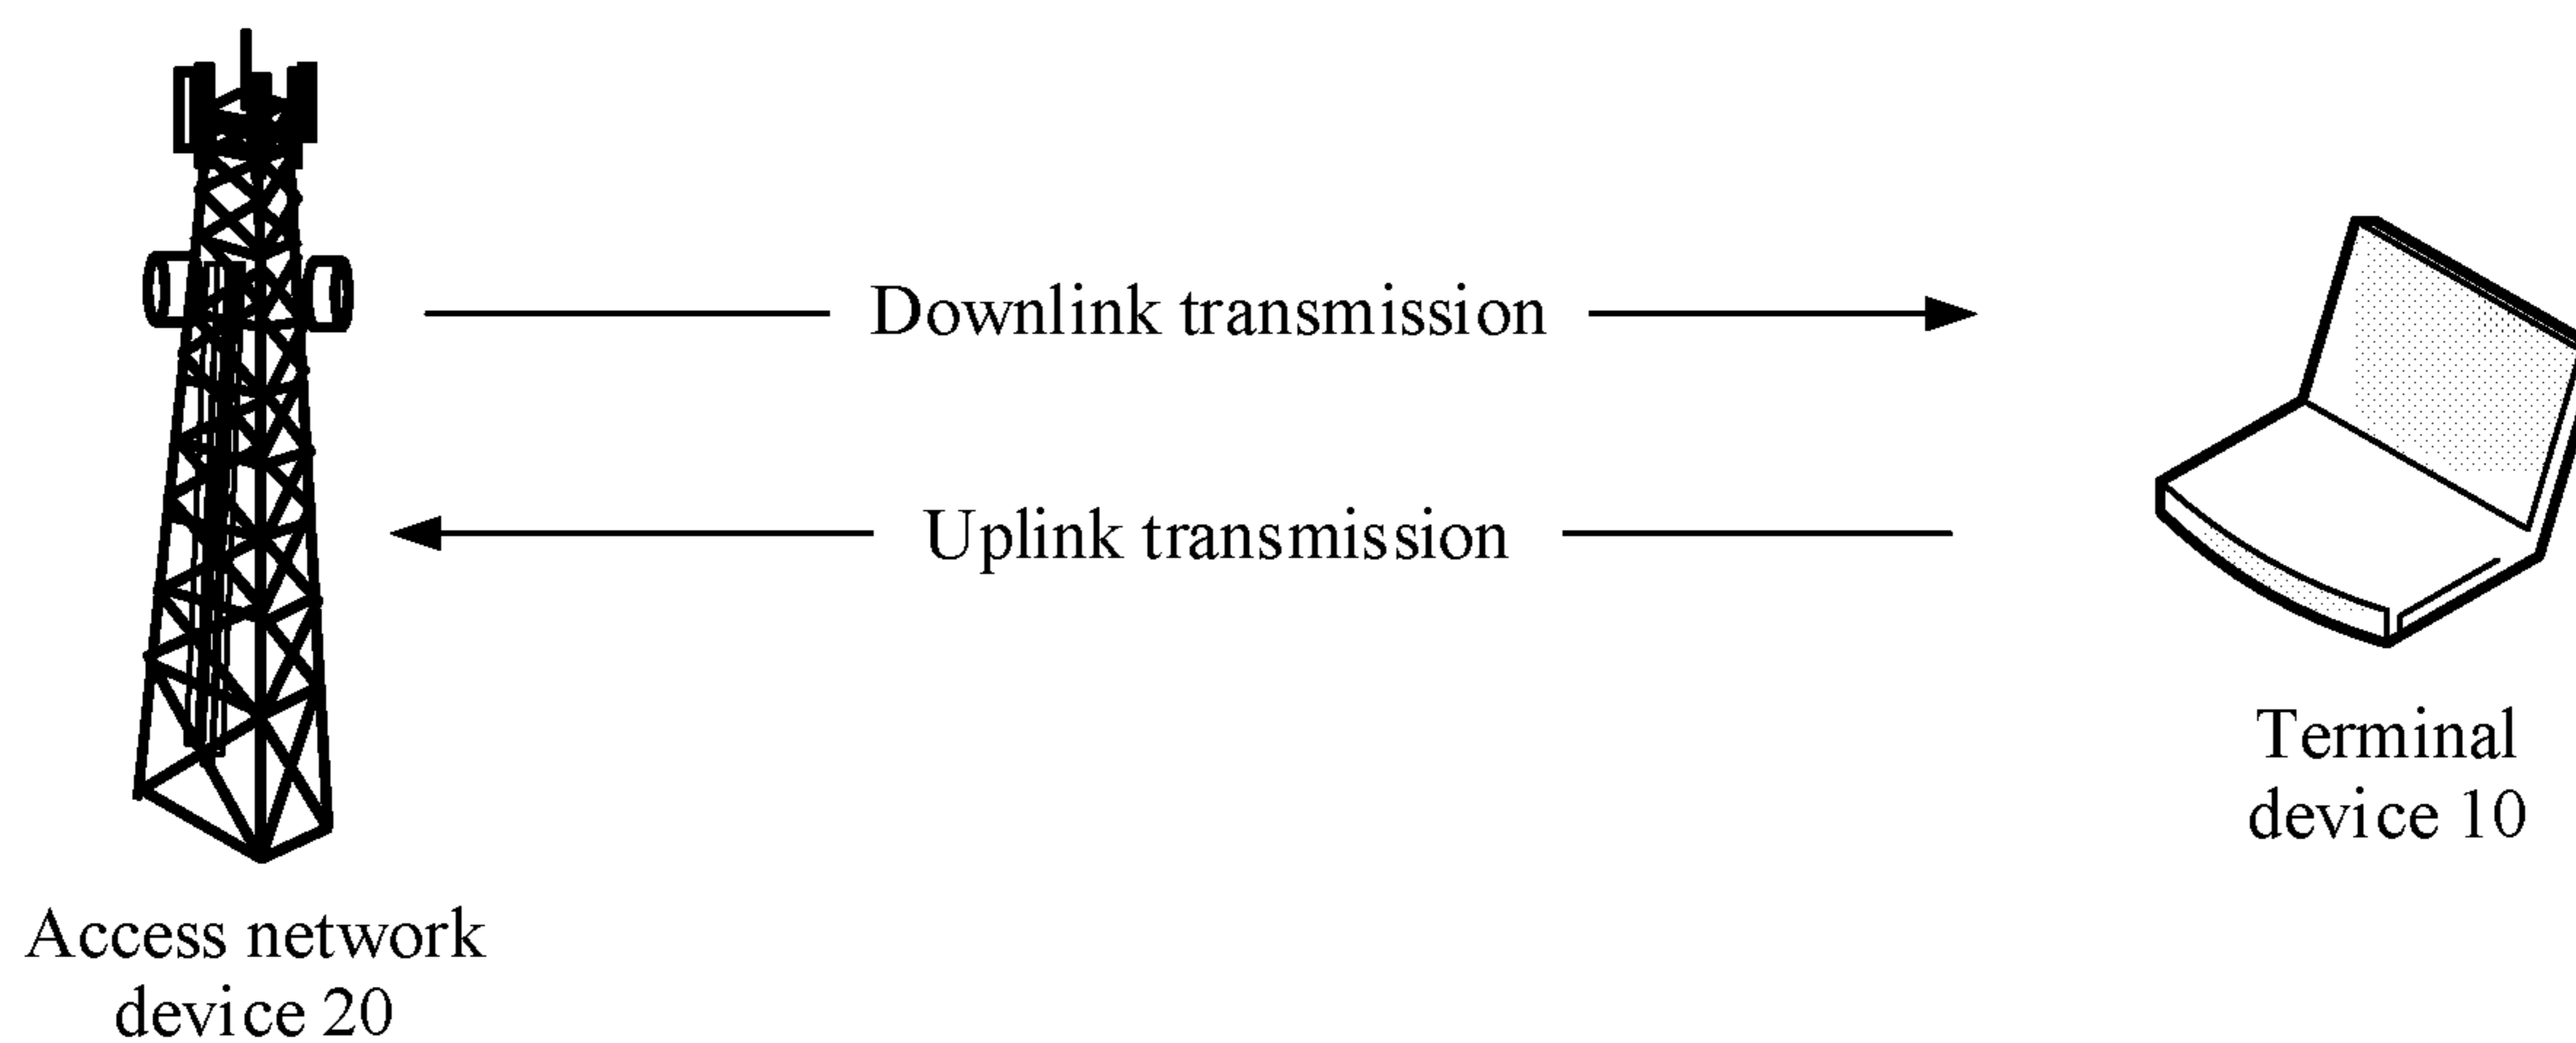 Downlink transmission
Uplink transmission
Terminal
device 10
Access network
device 20